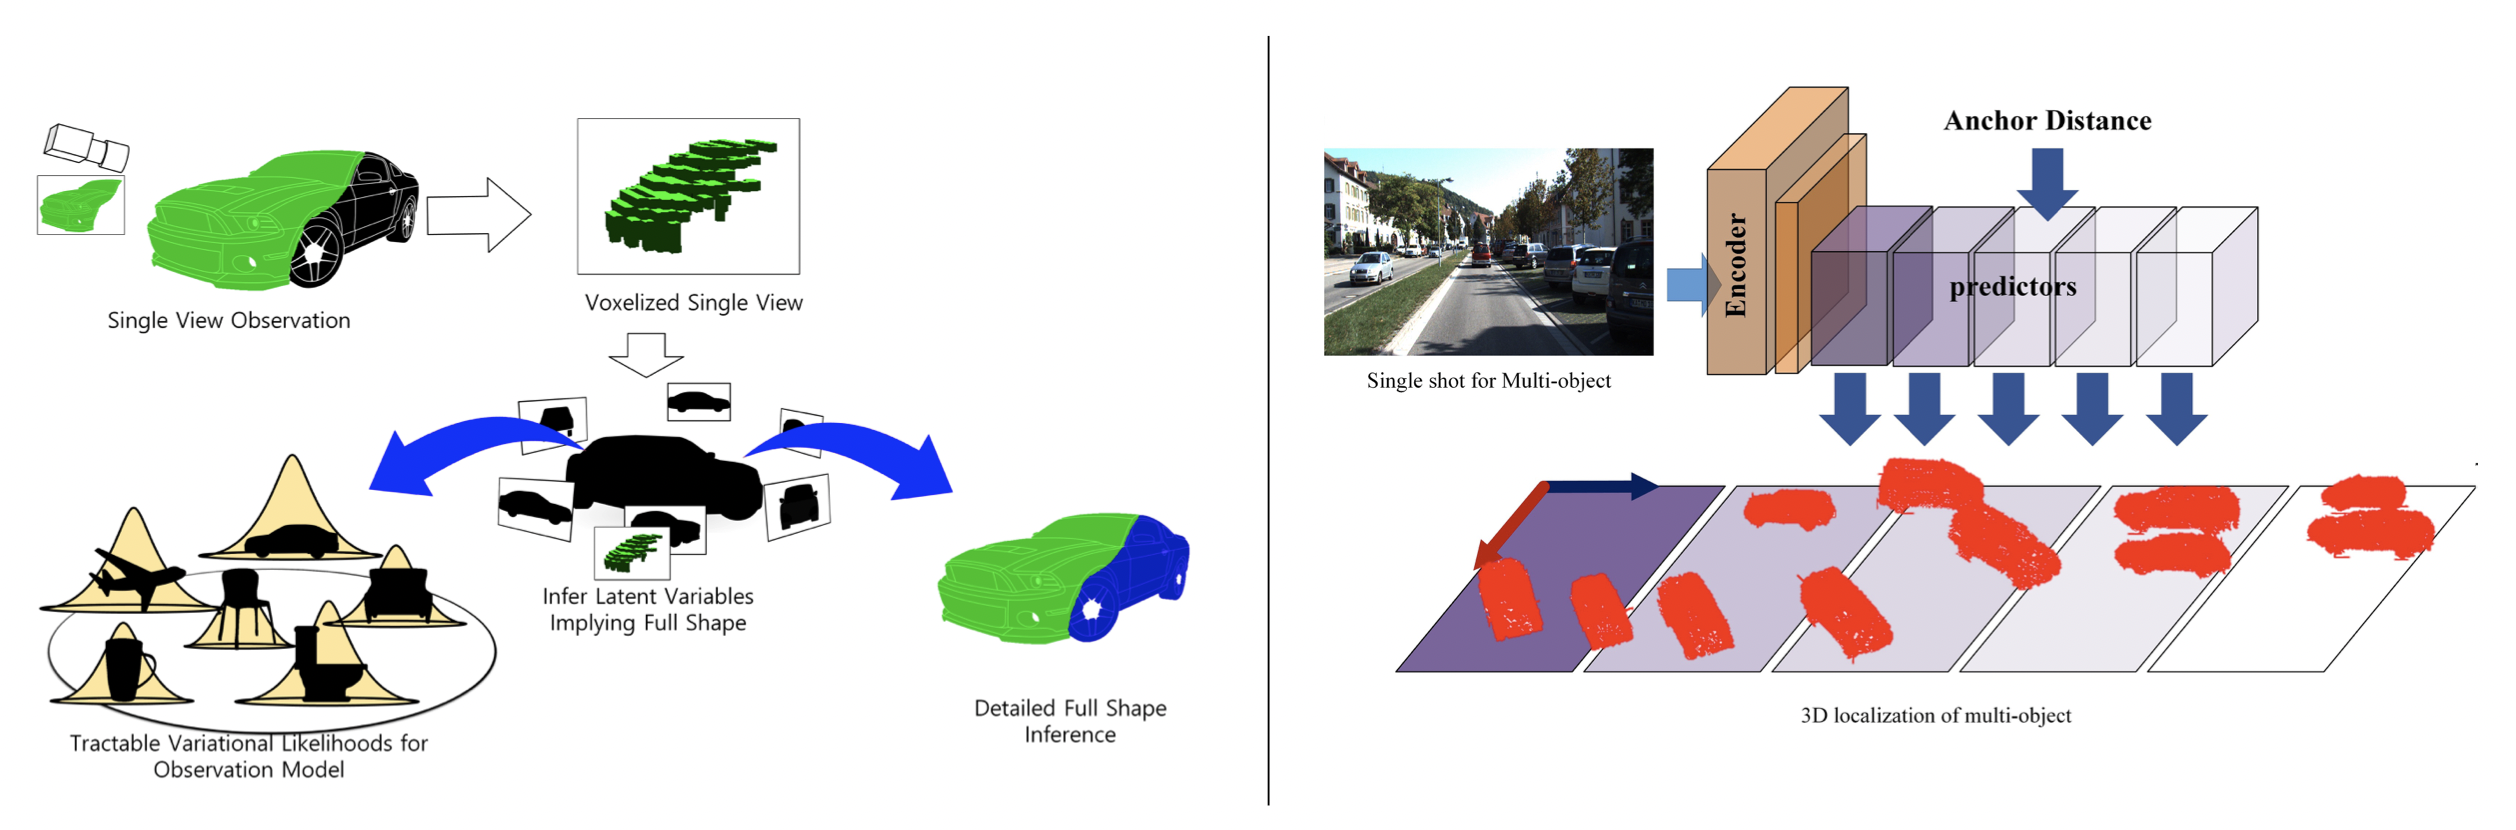 Single View Observation
Voxelized Single View
Infer Latent Variables
Implying Full Shape
Tractable Variational Likelihoods for
Observation Model
Detailed Full Shape
Inference
Single shot for Multi-object
Encoder
Anchor Distance
predictors
3D localization of multi-object